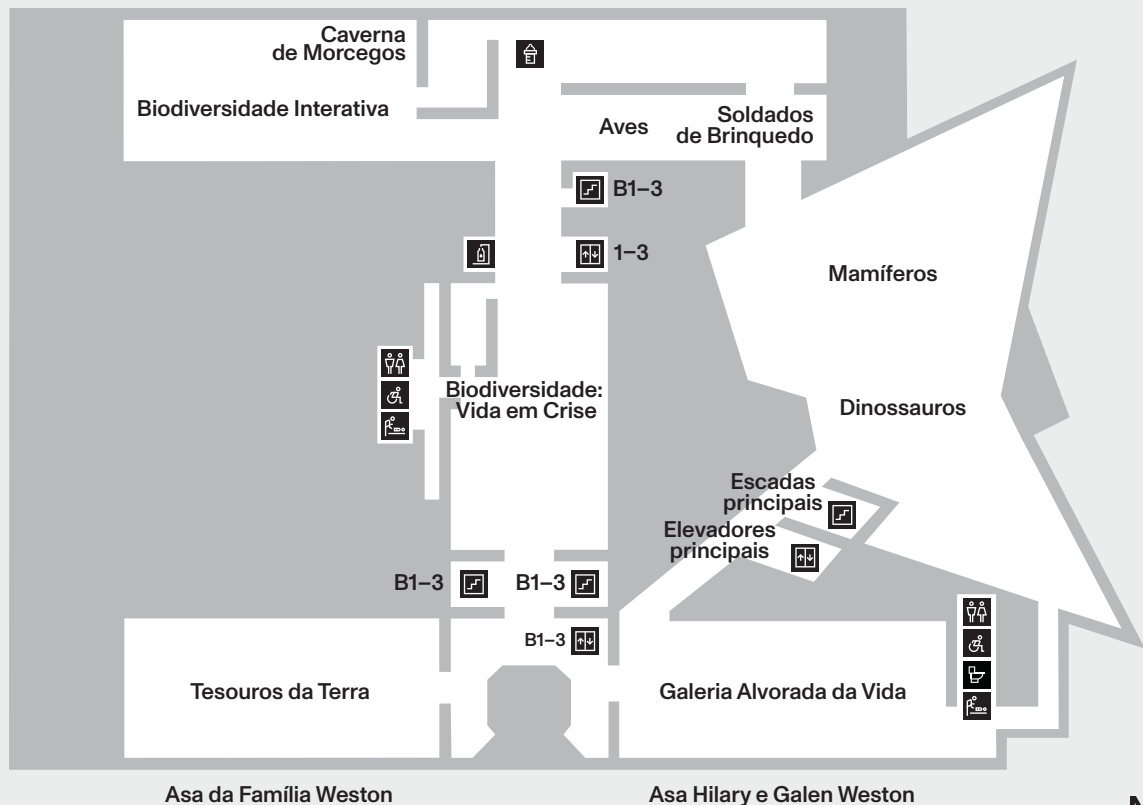 Caverna
de Morcegos
Biodiversidade Interativa
Aves
Soldados
de Brinquedo
B1–3
1–3
Mamíferos
Biodiversidade:
Vida em Crise
Dinossauros
Escadas
principais
Elevadores
principais
B1–3
B1–3
B1–3
Tesouros da Terra
Galeria Alvorada da Vida
Asa da Família Weston
Asa Hilary e Galen Weston